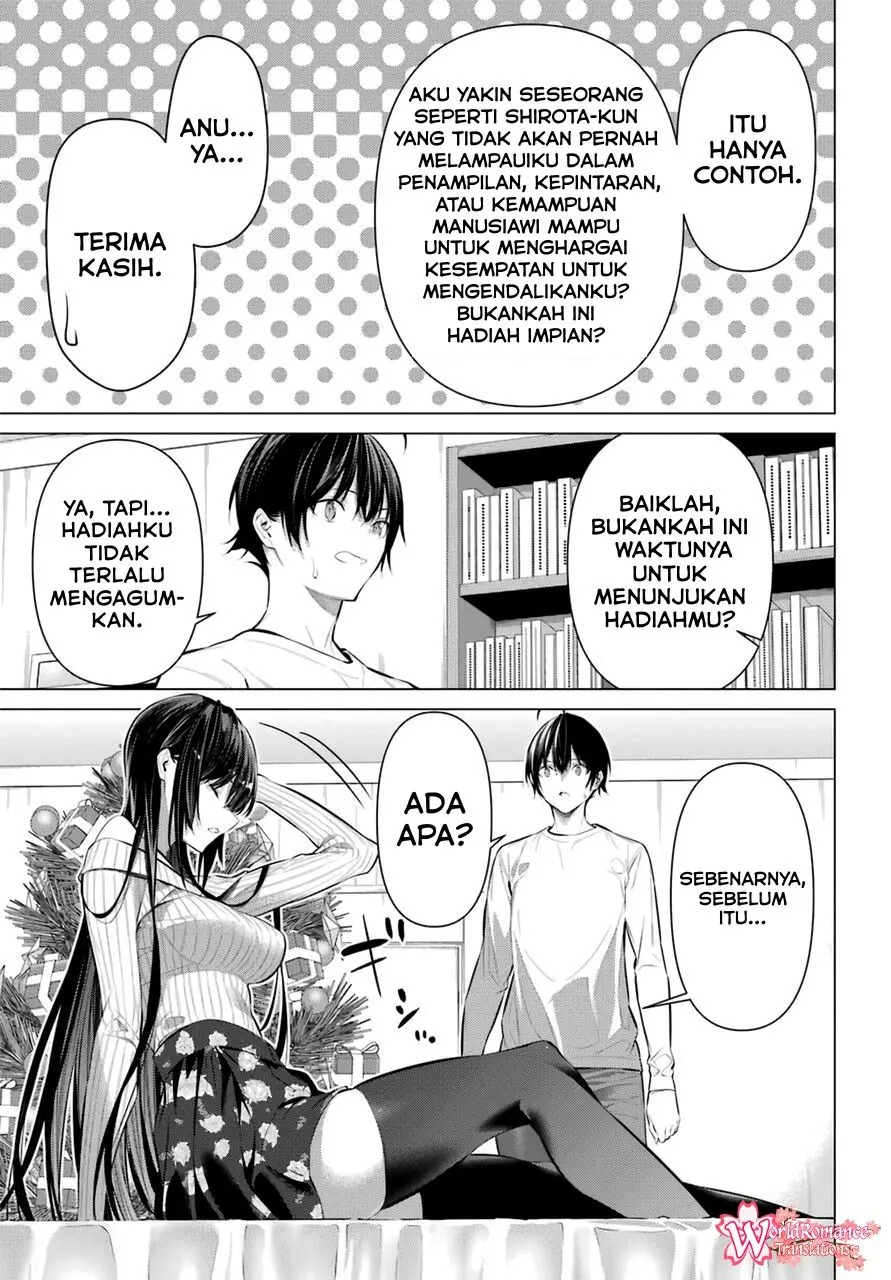 ITU
HANYA
CONTOH.
AKU YAKIN SESEORANG
SEPERTI SHIROTA-KUN
YANG TIDAK AKAN PERNAH
MELAMPAUIKU DALAM
PENAMPILAN, KEPINTARAN,
ATAU KEMAMPUAN
MANUSIAWI MAMPU
UNTUK MENGHARGAI
KESEMPATAN UNTUK
MENGENDALIKANKU?
BUKANKAH INI
HADIAH IMPIAN?
ANU...
YA...
TERIMA
KASIH.
BAIKLAH,
BUKANKAH INI
WAKTUNYA
UNTUK
MENUNJUKAN
HADIAHMU?
YA, TAPI...
HADIAHKU
TIDAK
TERLALU
MENGAGUM-
KAN.
SEBENARNYA,
SEBELUM
ITU...
ADA
APA?
WorldRomance
Translations